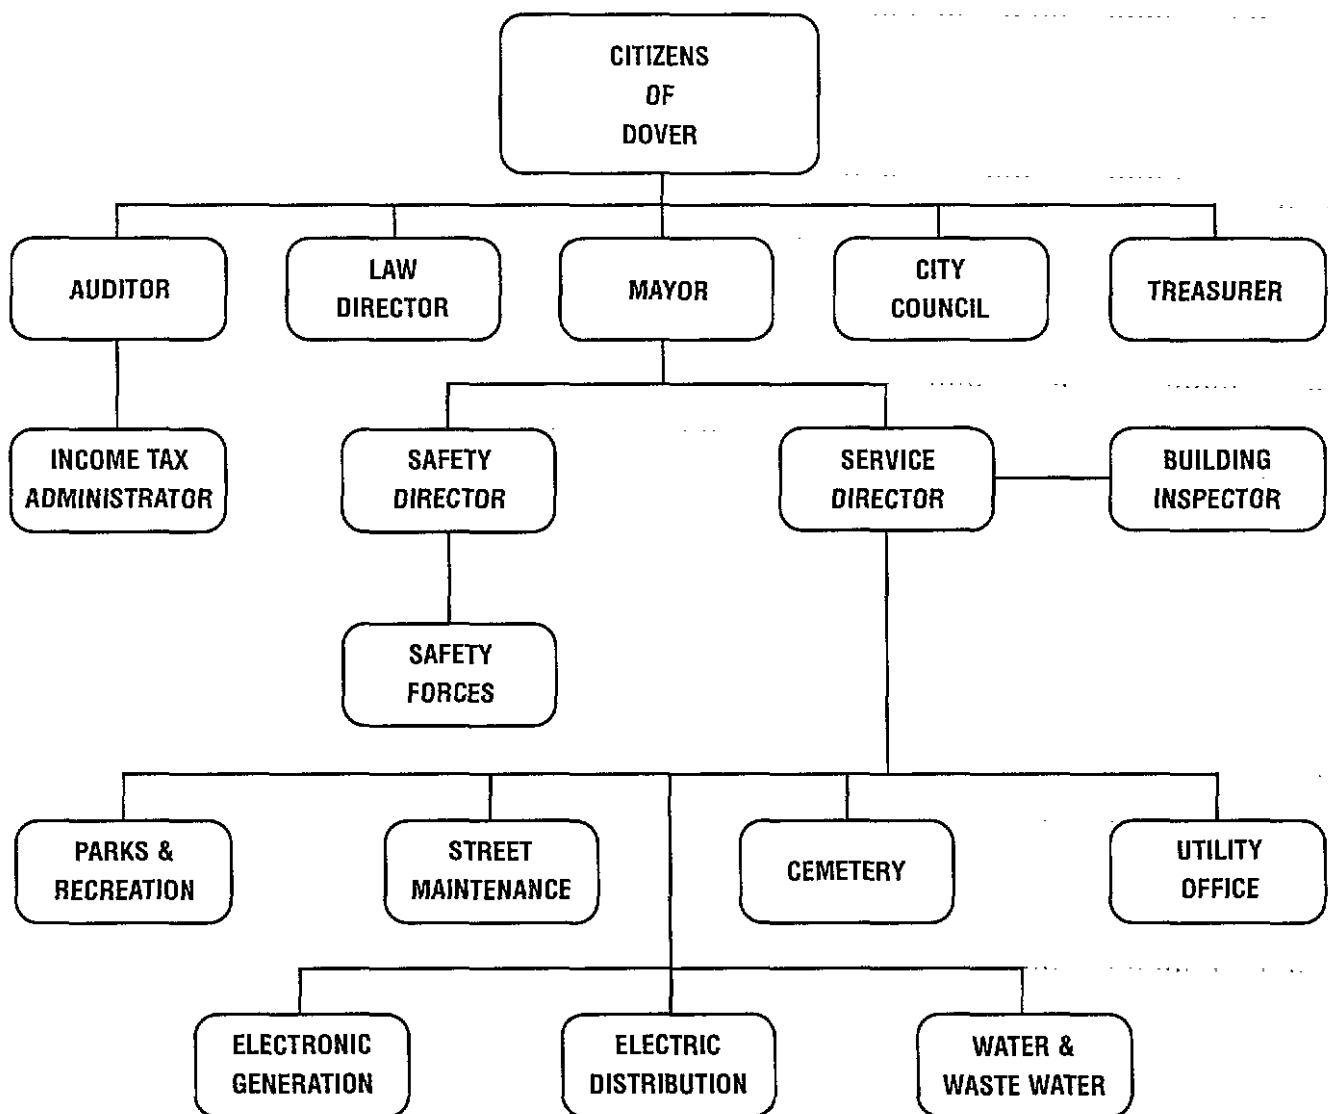 CITIZENS
OF
DOVER
AUDITOR
LAW
DIRECTOR
MAYOR
CITY
COUNCIL
TREASURER
INCOME TAX
ADMINISTRATOR
SAFETY
DIRECTOR
SERVICE
DIRECTOR
BUILDING
INSPECTOR
SAFETY
FORCES
PARKS &
RECREATION
STREET
MAINTENANCE
CEMETERY
UTILITY
OFFICE
ELECTRONIC
GENERATION
ELECTRIC
DISTRIBUTION
WATER &
WASTE WATER